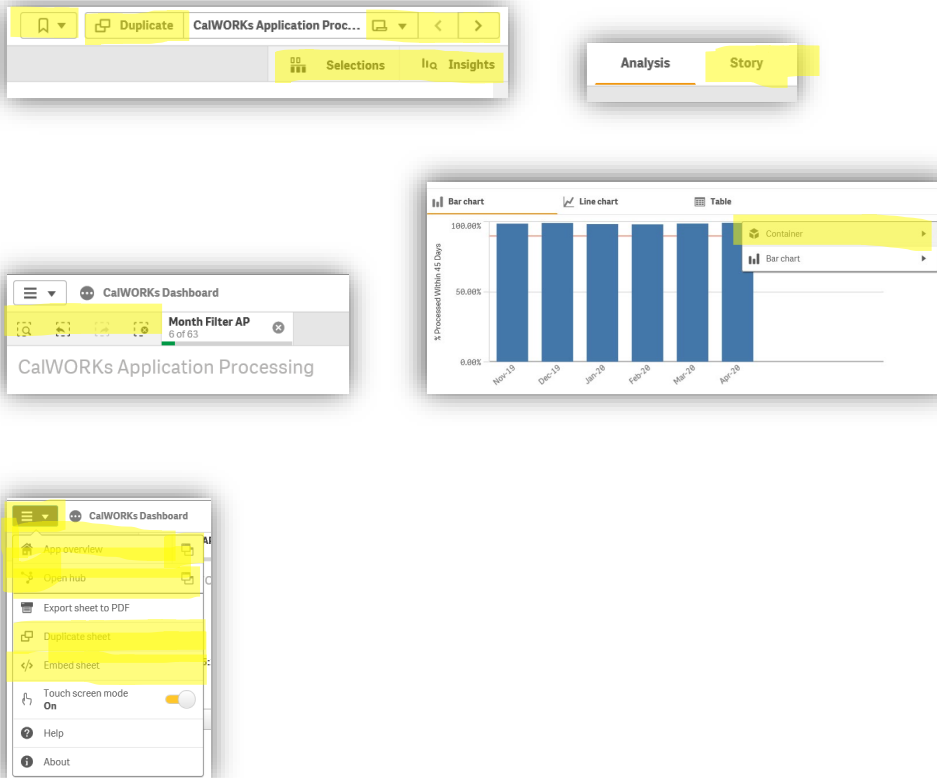 Duplicate CalWORKs Application Proc...
Selections Insights
Analysis Story
Bar chart Line chart Table
% Processed Within 45 Days
100.00%
50.00%
0.00%
Nov-19 Dec-19 Jan-20 Feb-20 Mar-20 Apr-20
Container
Bar chart
CalWORKs Dashboard
Month Filter AP
6 of 63
CalWORKs Application Processing
CalWORKs Dashboard
App overview
Open hub
Export sheet to PDF
Duplicate sheet
Embed sheet
Touch screen mode
On
Help
About